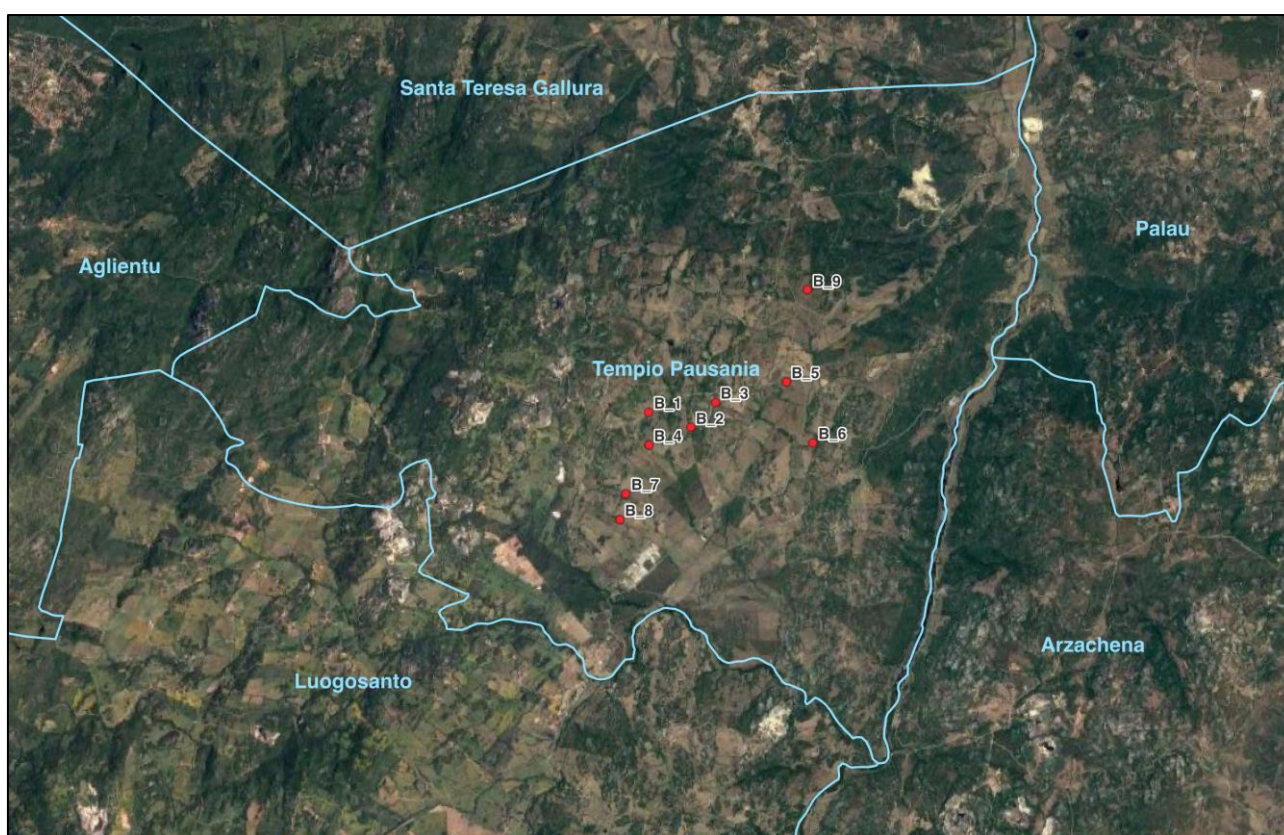 Santa Teresa Gallura
Palau
Aglientu
B_9
Tempio Pausania
B_5
B_3
B_1
B_2
B_4
B_6
B_7
B_8
Arzachena
Luogosanto